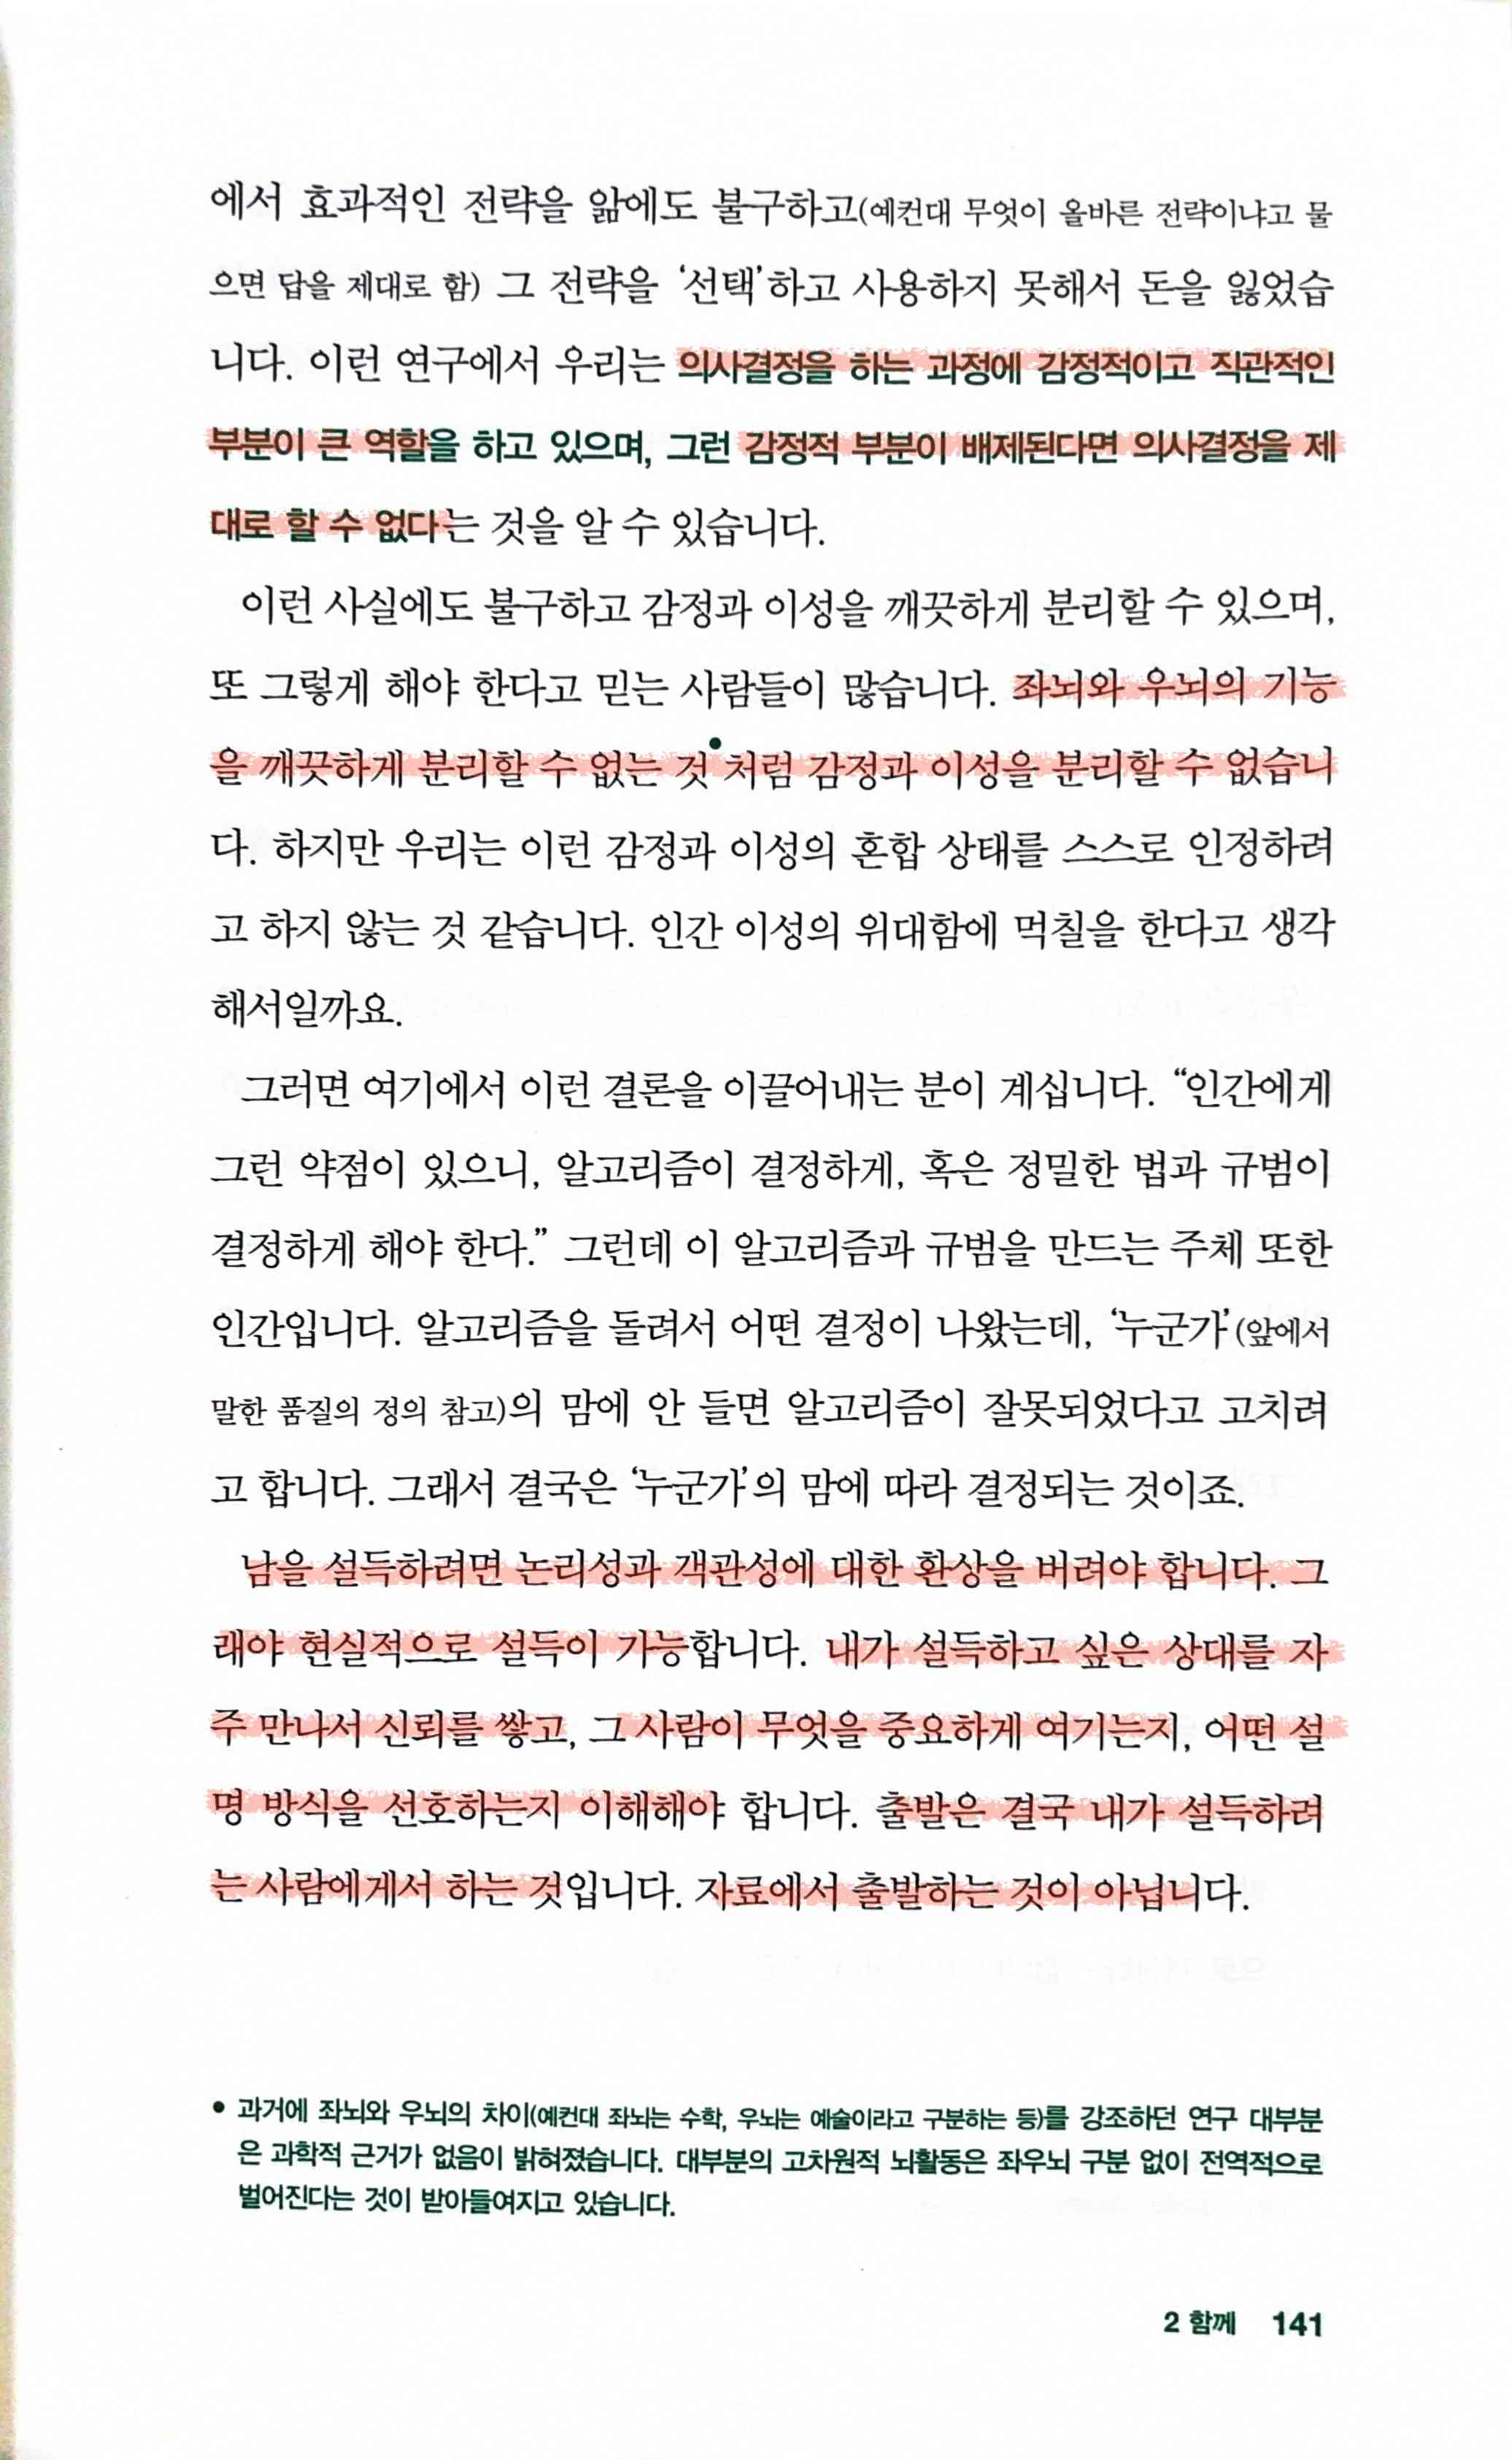 에서 효과적인 전략을 앎에도 불구하고(예컨대 무엇이 올바른 전략이냐고 물
으면 답을 제대로 함) 그 전략을 ‘선택’하고 사용하지 못해서 돈을 잃었습
니다. 이런 연구에서 우리는 의사결정을 하는 과정에 감정적이고 직관적인
부분이 큰 역할을 하고 있으며, 그런 감정적 부분이 배제된다면 의사결정을 제
대로 할 수 없다는 것을 알 수 있습니다.
이런 사실에도 불구하고 감정과 이성을 깨끗하게 분리할 수 있으며,
또 그렇게 해야 한다고 믿는 사람들이 많습니다. 좌뇌와 우뇌의 기능
을 깨끗하게 분리할 수 없는 것•처럼 감정과 이성을 분리할 수 없습니
다. 하지만 우리는 이런 감정과 이성의 혼합 상태를 스스로 인정하려
고 하지 않는 것 같습니다. 인간 이성의 위대함에 먹칠을 한다고 생각
해서일까요.
그러면 여기에서 이런 결론을 이끌어내는 분이 계십니다. “인간에게
그런 약점이 있으니, 알고리즘이 결정하게, 혹은 정밀한 법과 규범이
결정하게 해야 한다.” 그런데 이 알고리즘과 규범을 만드는 주체 또한
인간입니다. 알고리즘을 돌려서 어떤 결정이 나왔는데, ‘누군가’(앞에서
말한 품질의 정의 참고)의 맘에 안 들면 알고리즘이 잘못되었다고 고치려
고 합니다. 그래서 결국은 ‘누군가’의 맘에 따라 결정되는 것이죠.
남을 설득하려면 논리성과 객관성에 대한 환상을 버려야 합니다. 그
래야 현실적으로 설득이 가능합니다. 내가 설득하고 싶은 상대를 자
주 만나서 신뢰를 쌓고, 그 사람이 무엇을 중요하게 여기는지, 어떤 설
명 방식을 선호하는지 이해해야 합니다. 출발은 결국 내가 설득하려
는 사람에게서 하는 것입니다. 자료에서 출발하는 것이 아닙니다.
• 과거에 좌뇌와 우뇌의 차이(예컨대 좌뇌는 수학, 우뇌는 예술이라고 구분하는 등)를 강조하던 연구 대부분
은 과학적 근거가 없음이 밝혀졌습니다. 대부분의 고차원적 뇌활동은 좌우뇌 구분 없이 전역적으로
벌어진다는 것이 받아들여지고 있습니다.
2 함께 141